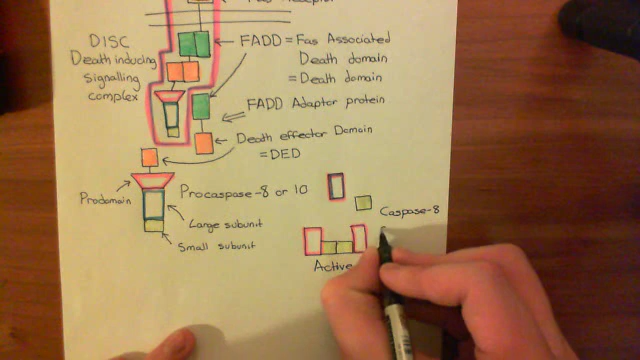 Receptor
DISC
Death inducing
signalling
complex
FADD = Fas Associated
Death domain
= Death domain
FADD Adaptor protein
Death effector Domain
= DED
Prodomain
Procaspase-8 or 10
Large subunit
Small subunit
Caspase-8
Active